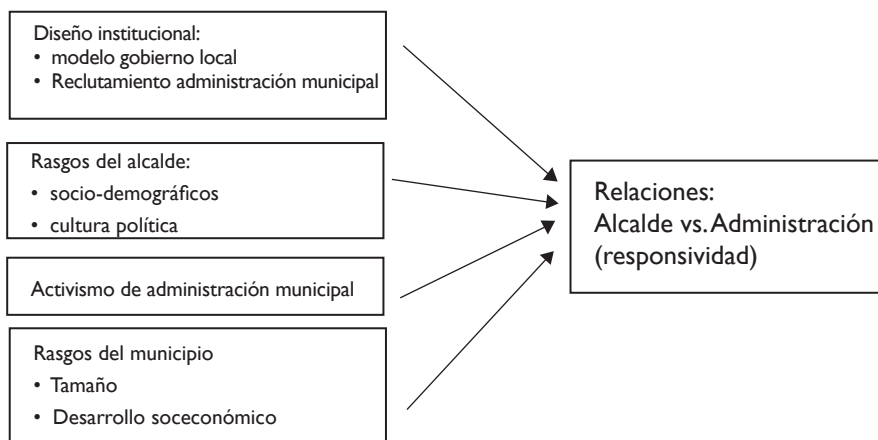 Diseño institucional:
• modelo gobierno local
• Reclutamiento administración municipal
Rasgos del alcalde:
• socio-demográficos
• cultura política
Activismo de administración municipal
Rasgos del municipio
• Tamaño
• Desarrollo soceconómico
Relaciones:
Alcalde vs. Administración
(responsividad)